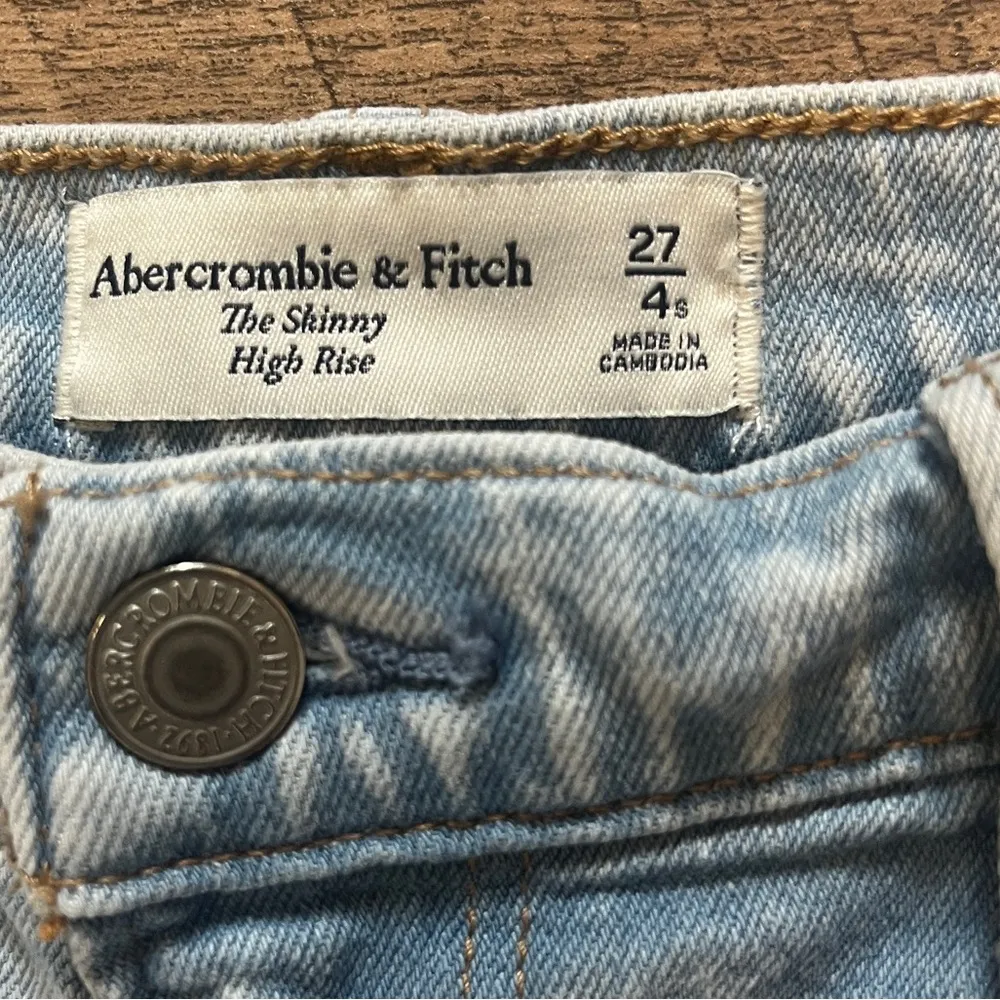 Abercrombie & Fitch
The Skinny
High Rise
27
4s
MADE IN
CAMBODIA
ABERCROMBIE & FITCH · 1892 ·